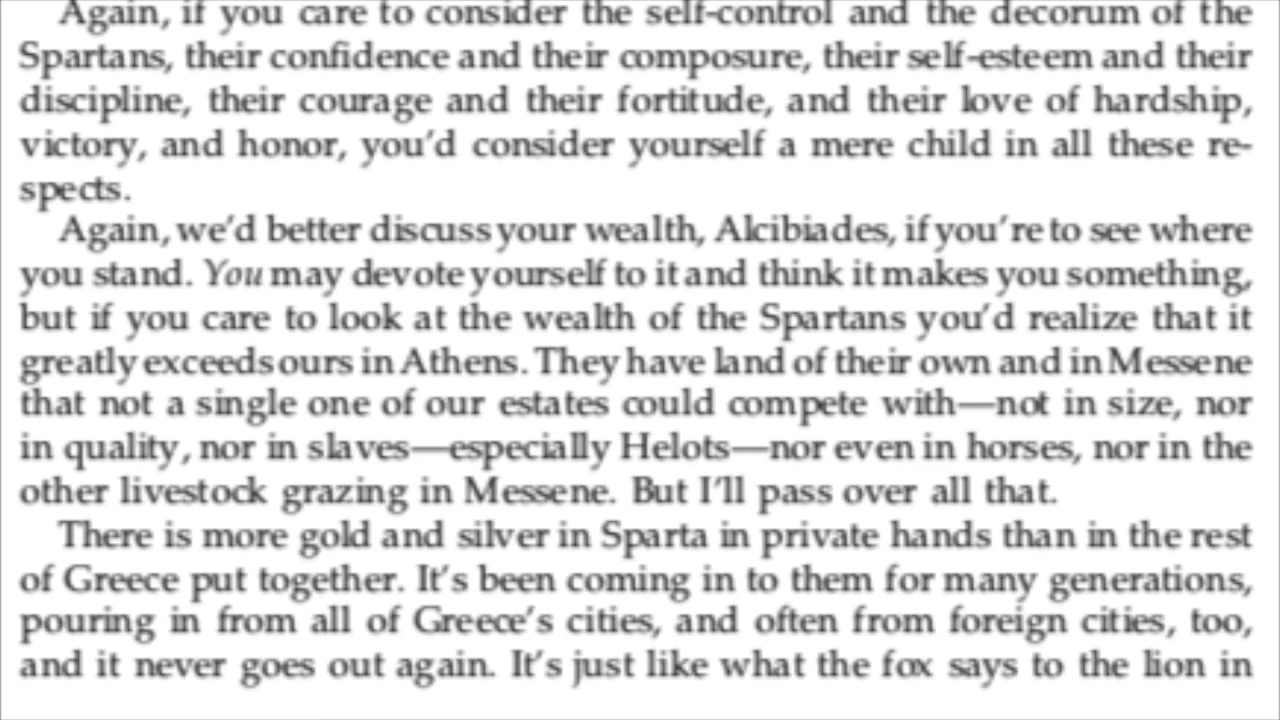 Again, if you care to consider the self-control and the decorum of the
Spartans, their confidence and their composure, their self-esteem and their
discipline, their courage and their fortitude, and their love of hardship,
victory, and honor, you’d consider yourself a mere child in all these re-
spects.
Again, we’d better discuss your wealth, Alcibiades, if you’re to see where
you stand. You may devote yourself to it and think it makes you something,
but if you care to look at the wealth of the Spartans you’d realize that it
greatly exceeds ours in Athens. They have land of their own and in Messene
that not a single one of our estates could compete with—not in size, nor
in quality, nor in slaves—especially Helots—nor even in horses, nor in the
other livestock grazing in Messene. But I’ll pass over all that.
There is more gold and silver in Sparta in private hands than in the rest
of Greece put together. It’s been coming in to them for many generations,
pouring in from all of Greece’s cities, and often from foreign cities, too,
and it never goes out again. It’s just like what the fox says to the lion in